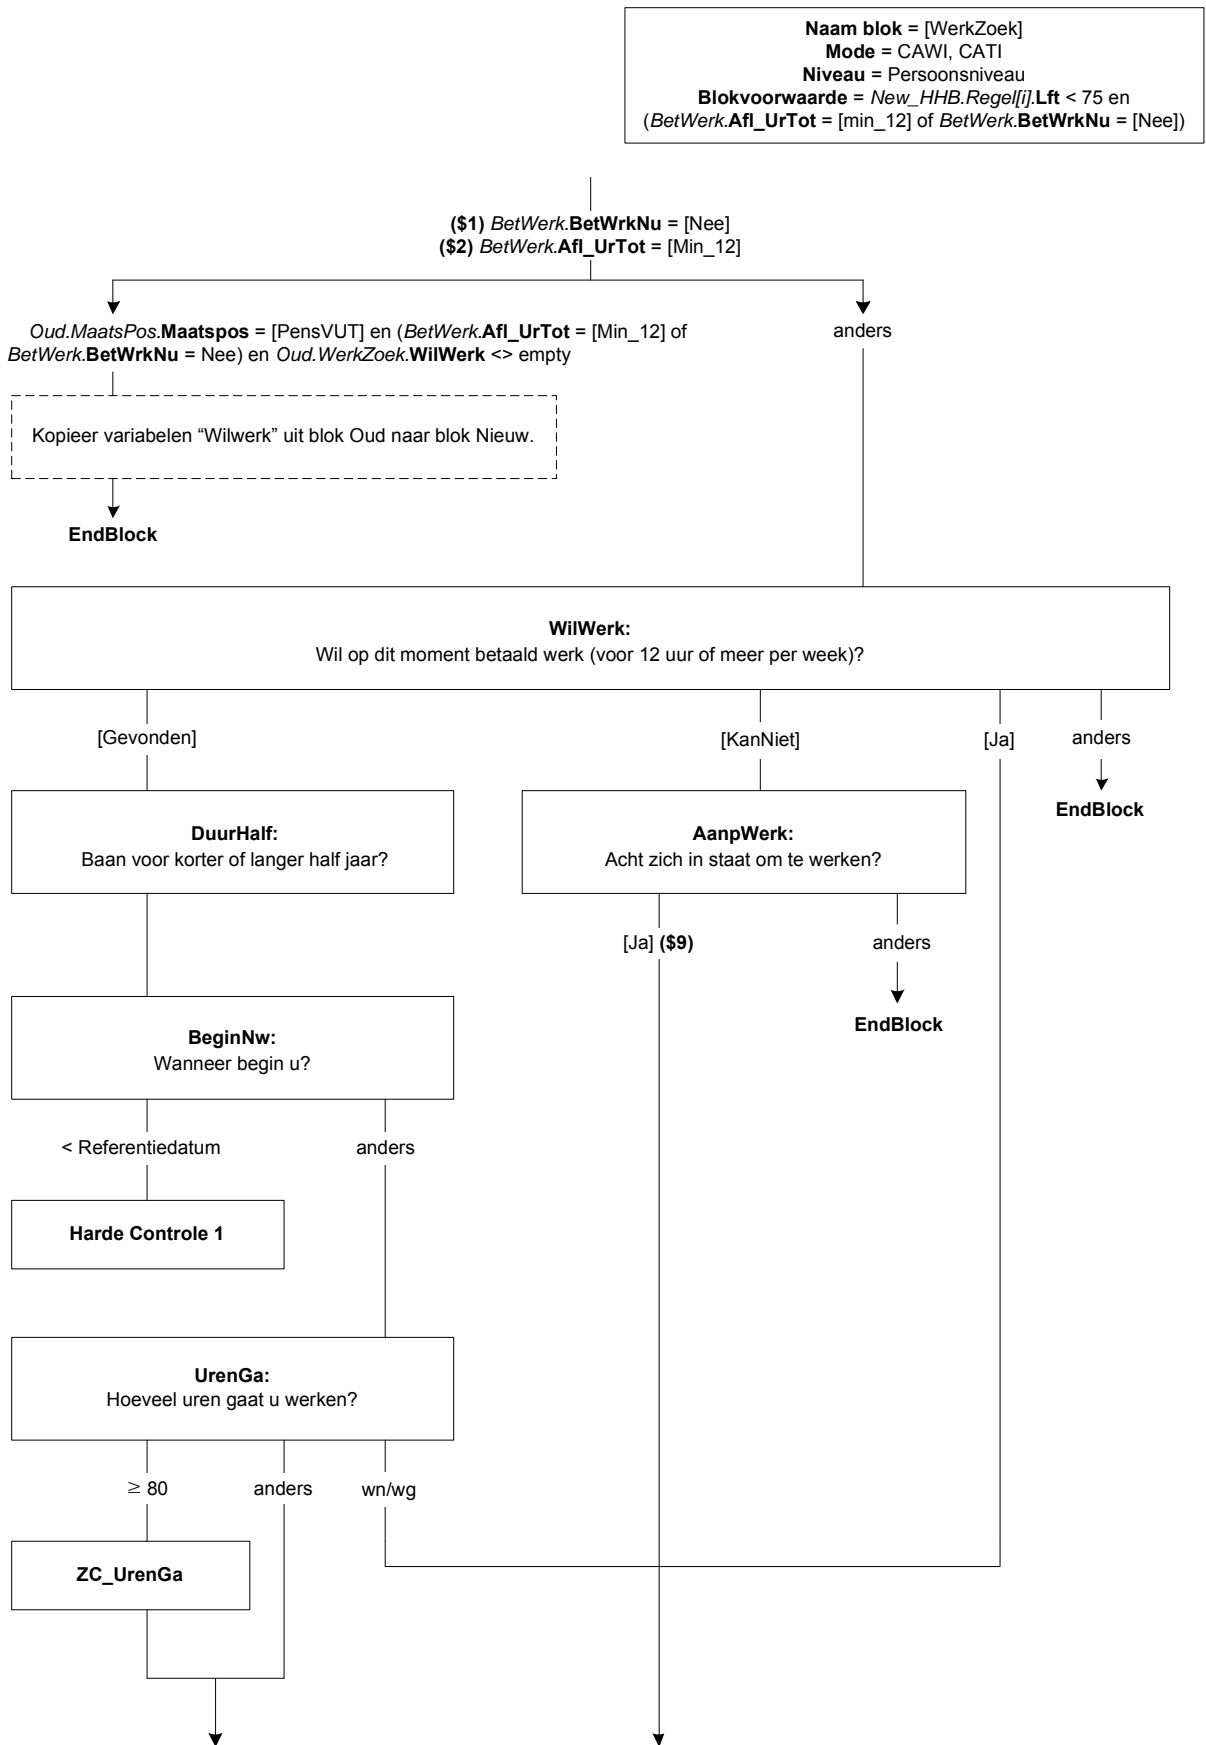 Naam blok = [WerkZoek]
Mode = CAWI, CATI
Niveau = Persoonsniveau
Blokvoorwaarde = New_HHB.Regel[i].Lft < 75 en
(BetWerk.Afl_UrTot = [min_12] of BetWerk.BetWrkNu = [Nee])
($1) BetWerk.BetWrkNu = [Nee]
($2) BetWerk.Afl_UrTot = [Min_12]
Oud.MaatsPos.Maatspos = [PensVUT] en (BetWerk.Afl_UrTot = [Min_12] of
BetWerk.BetWrkNu = Nee) en Oud.WerkZoek.WilWerk <> empty
anders
Kopieer variabelen “Wilwerk” uit blok Oud naar blok Nieuw.
EndBlock
WilWerk:
Wil op dit moment betaald werk (voor 12 uur of meer per week)?
[Gevonden]
[KanNiet]
[Ja]
anders
EndBlock
DuurHalf:
Baan voor korter of langer half jaar?
AanpWerk:
Acht zich in staat om te werken?
[Ja] ($9)
anders
EndBlock
BeginNw:
Wanneer begin u?
< Referentiedatum
anders
Harde Controle 1
UrenGa:
Hoeveel uren gaat u werken?
≥ 80
anders
wn/wg
ZC_UrenGa